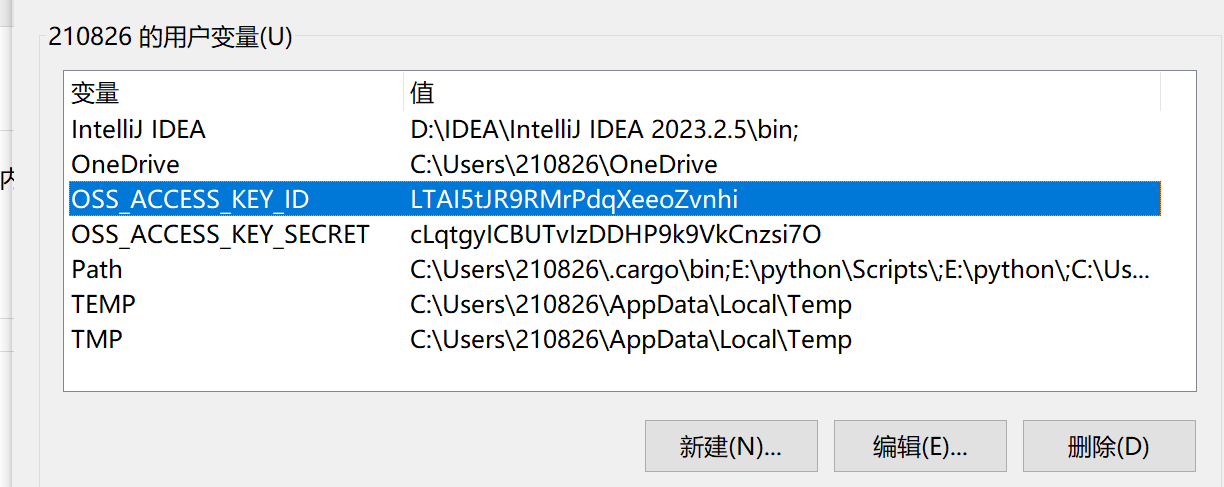 210826 的用户变量(U)
变量 值
IntelliJ IDEA D:\IDEA\IntelliJ IDEA 2023.2.5\bin;
OneDrive C:\Users\210826\OneDrive
OSS_ACCESS_KEY_ID LTAI5tJR9RMrPdqXeeoZvnhi
OSS_ACCESS_KEY_SECRET cLqtgyICBUTvIzDDHP9k9VkCnzsi7O
Path C:\Users\210826\.cargo\bin;E:\python\Scripts\;E:\python\;C:\Us...
TEMP C:\Users\210826\AppData\Local\Temp
TMP C:\Users\210826\AppData\Local\Temp
新建(N)... 编辑(E)... 删除(D)